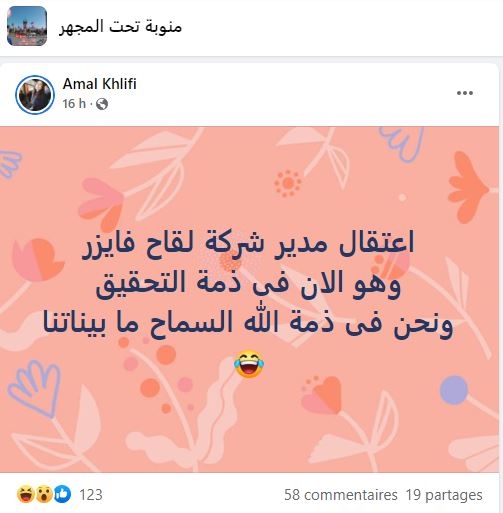 منوبة تحت المجهر
Amal Khlifi
16 h ·
اعتقال مدير شركة لقاح فايزر
وهو الان فى ذمة التحقيق
ونحن فى ذمة الله السماح ما بيناتنا
😂
123
58 commentaires 19 partages